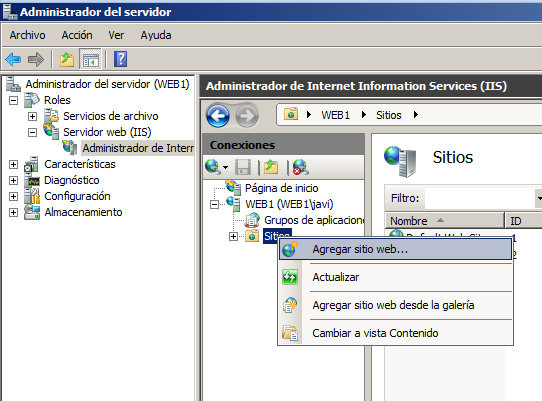 Administrador del servidor
Archivo Acción Ver Ayuda
Administrador del servidor (WEB1)
Roles
Servicios de archivo
Servidor web (IIS)
Administrador de Inter
Características
Diagnóstico
Configuración
Almacenamiento
Administrador de Internet Information Services (IIS)
WEB1 Sitios
Conexiones
Página de inicio
WEB1 (WEB1\javi)
Grupos de aplicacione
Sitios
Sitios
Filtro:
Nombre ID
1
2
Agregar sitio web...
Actualizar
Agregar sitio web desde la galería
Cambiar a vista Contenido